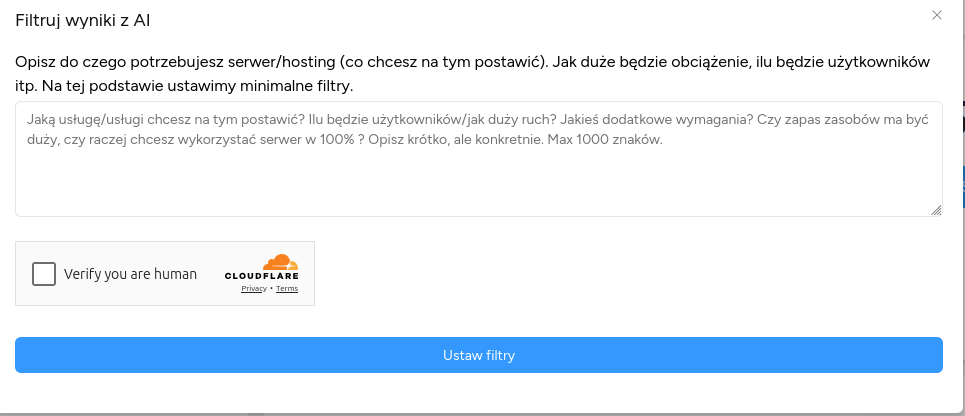 Filtruj wyniki z AI
Opisz do czego potrzebujesz serwer/hosting (co chcesz na tym postawić). Jak duże będzie obciążenie, ilu będzie użytkowników
itp. Na tej podstawie ustawimy minimalne filtry.
Jaką usługę/usługi chcesz na tym postawić? Ilu będzie użytkowników/jak duży ruch? Jakieś dodatkowe wymagania? Czy zapas zasobów ma być
duży, czy raczej chcesz wykorzystać serwer w 100% ? Opisz krótko, ale konkretnie. Max 1000 znaków.
Verify you are human
CLOUDFLARE
Privacy • Terms
Ustaw filtry